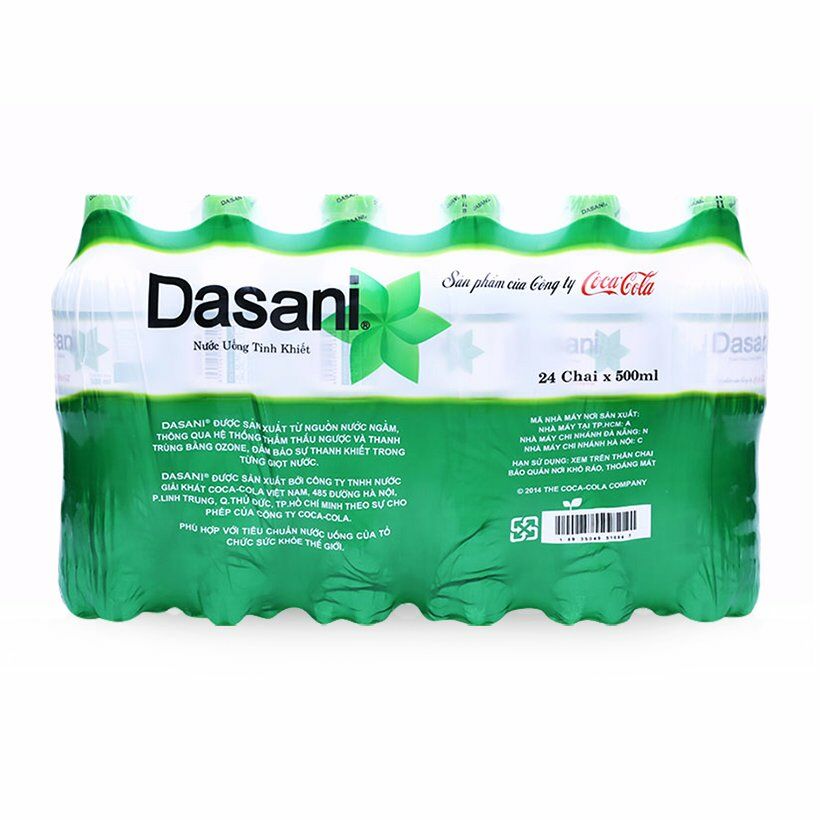 DASANI
DASANI
DASANI
Dasani®
Nước Uống Tinh Khiết
Sản phẩm của Công ty Coca-Cola
24 Chai x 500ml
Dasani
DASANI® ĐƯỢC SẢN XUẤT TỪ NGUỒN NƯỚC NGẦM,
THÔNG QUA HỆ THỐNG THẨM THẤU NGƯỢC VÀ THANH
TRÙNG BẰNG OZONE, ĐẢM BẢO SỰ THANH KHIẾT TRONG
TỪNG GIỌT NƯỚC.
DASANI® ĐƯỢC SẢN XUẤT BỞI CÔNG TY TNHH NƯỚC
GIẢI KHÁT COCA-COLA VIỆT NAM. 485 ĐƯỜNG HÀ NỘI,
P.LINH TRUNG, Q.THỦ ĐỨC, TP.HỒ CHÍ MINH THEO SỰ CHO
PHÉP CỦA CÔNG TY COCA-COLA.
PHÙ HỢP VỚI TIÊU CHUẨN NƯỚC UỐNG CỦA TỔ
CHỨC SỨC KHỎE THẾ GIỚI.
MÃ NHÀ MÁY NƠI SẢN XUẤT:
NHÀ MÁY TẠI TP.HCM: A
NHÀ MÁY CHI NHÁNH ĐÀ NẴNG: N
NHÀ MÁY CHI NHÁNH HÀ NỘI: C
HẠN SỬ DỤNG: XEM TRÊN THÂN CHAI
BẢO QUẢN NƠI KHÔ RÁO, THOÁNG MÁT
© 2014 THE COCA-COLA COMPANY